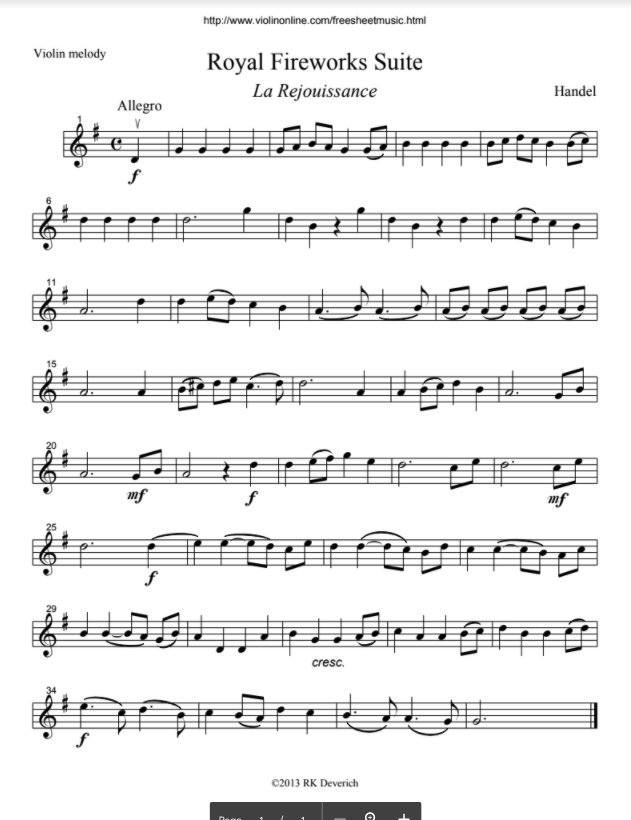 http://www.violinonline.com/freesheetmusic.html
Violin melody
Royal Fireworks Suite
La Rejouissance
Handel
Allegro
1
f
6
11
15
20
mf
f
mf
25
f
29
cresc.
34
f
©2013 RK Deverich
Page 1 / 1